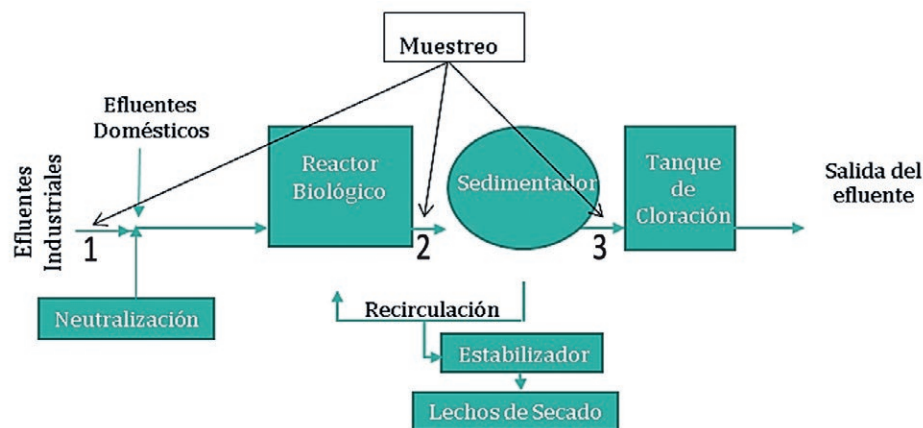 Muestreo
Efluentes
Domésticos
Efluentes
Industriales
Reactor
Biológico
Sedimentador
Tanque
de
Cloración
Salida del
efluente
1
2
3
Neutralización
Recirculación
Estabilizador
Lechos de Secado